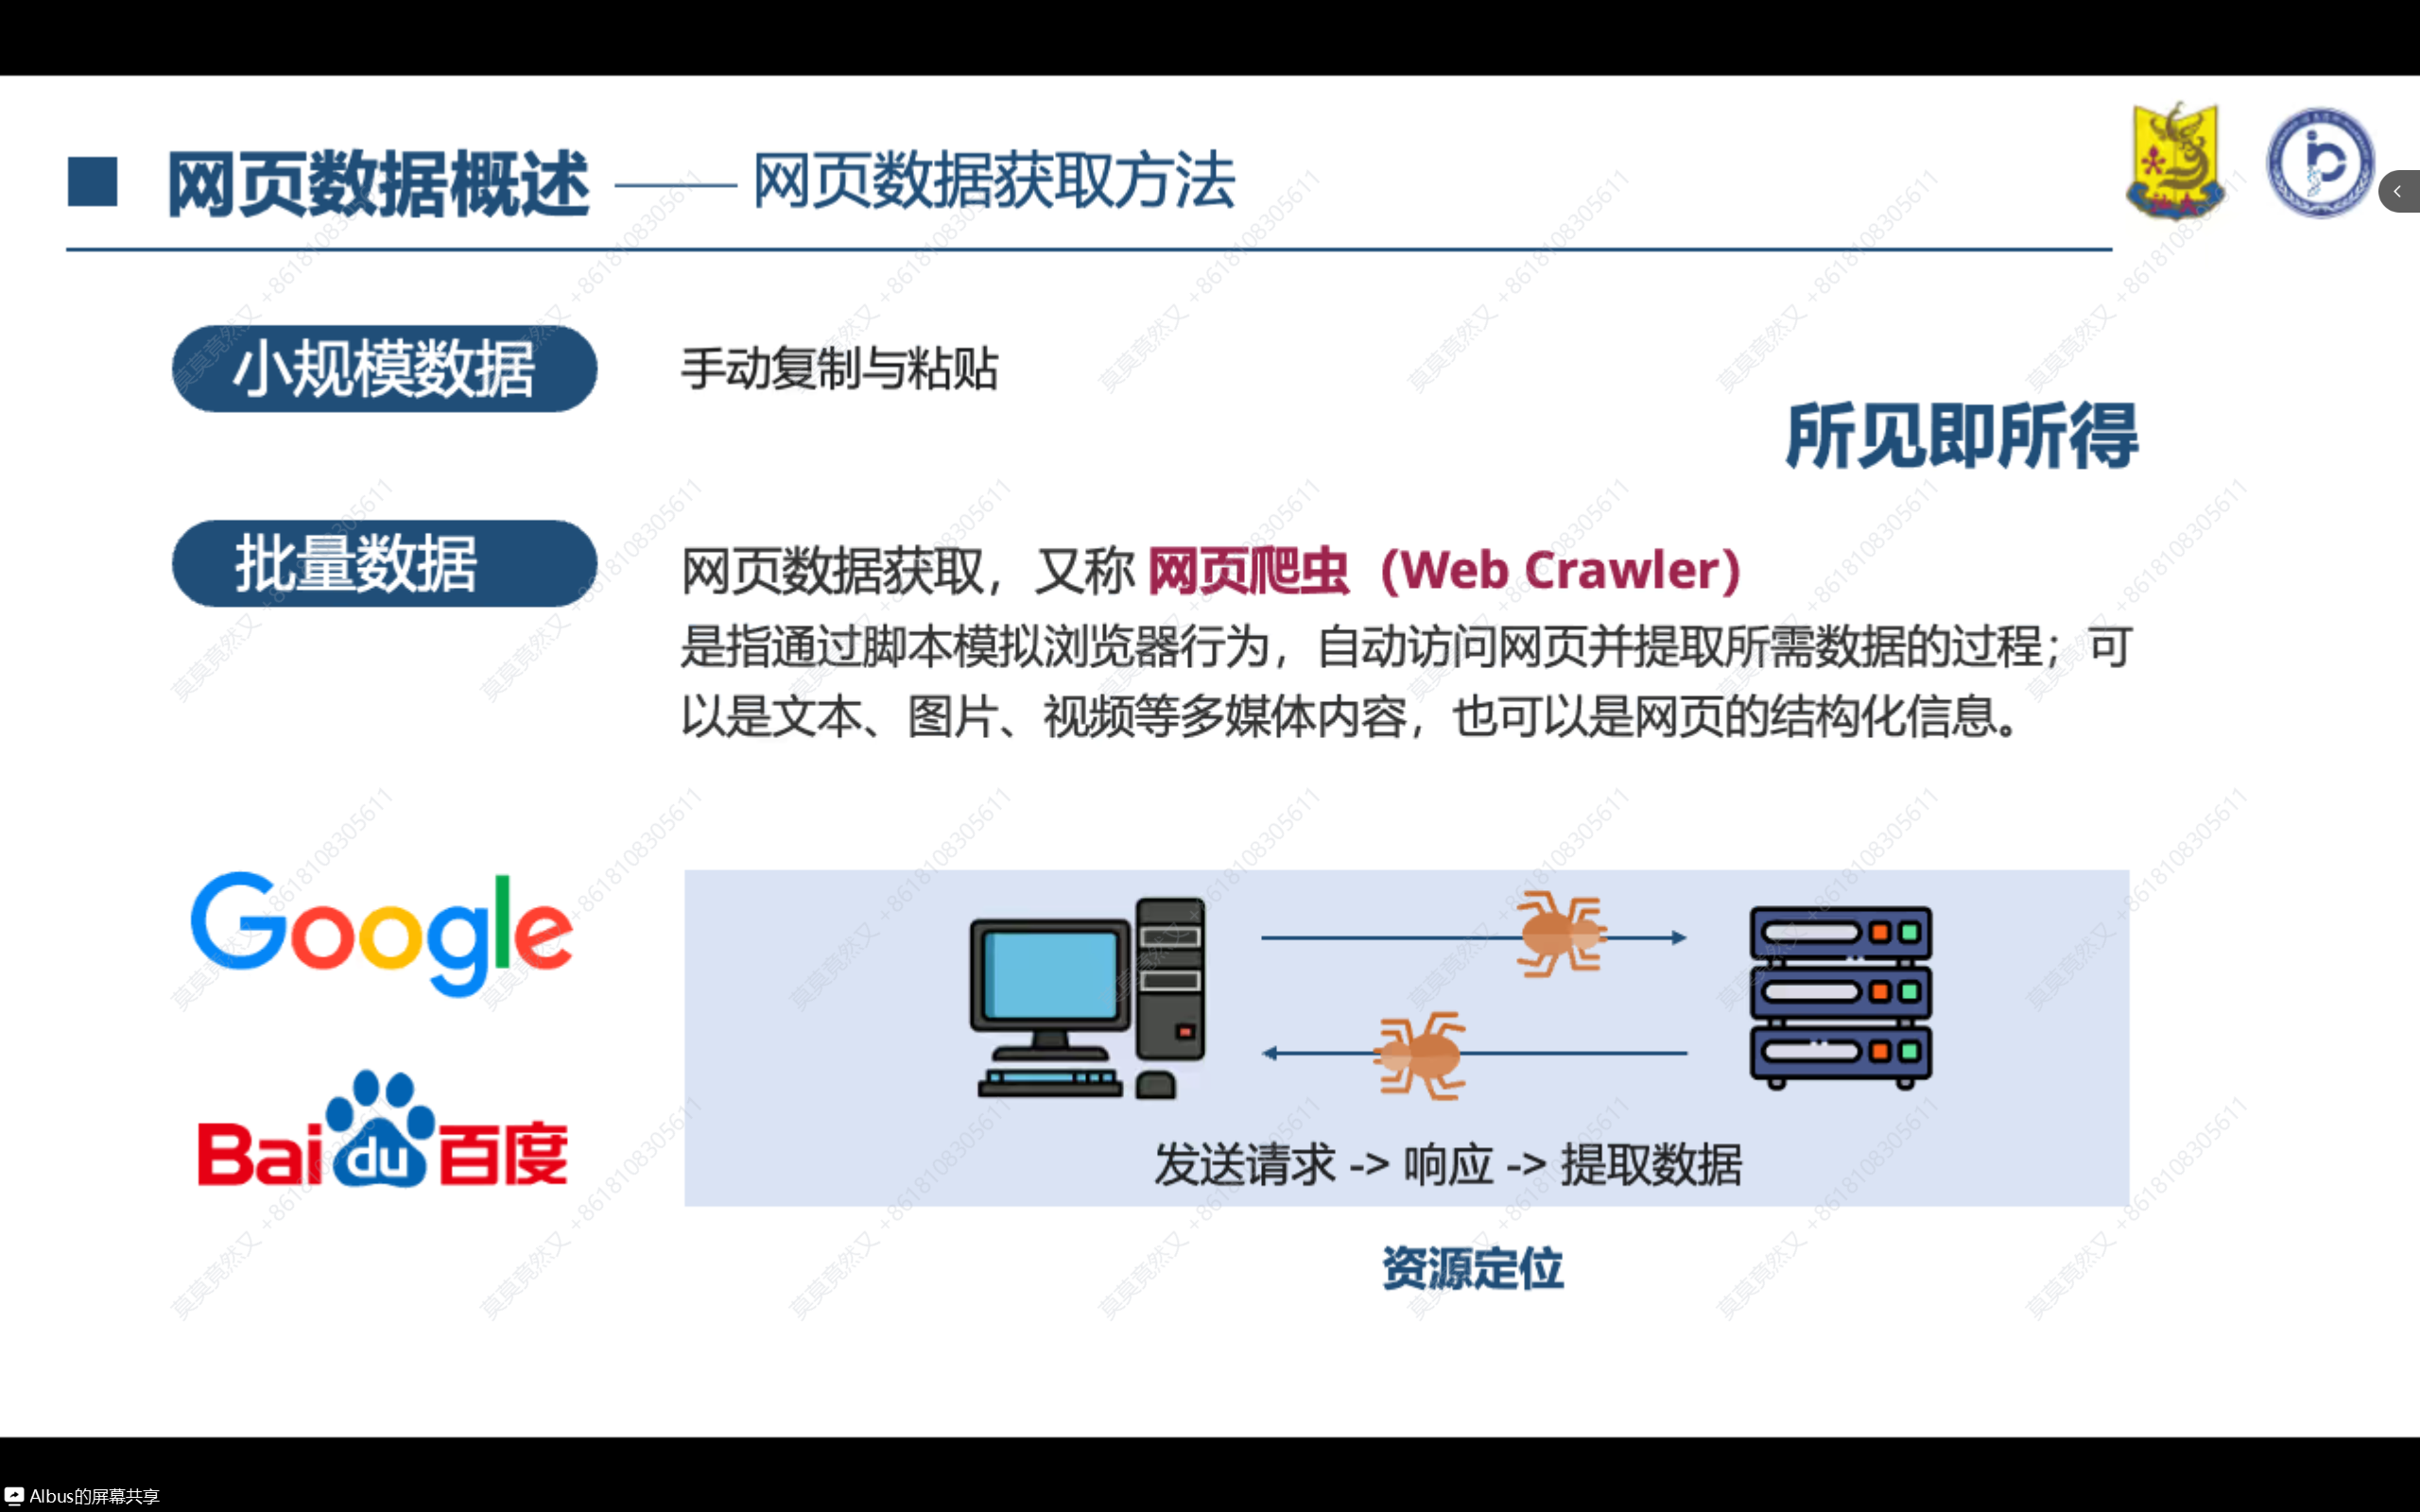 网页数据概述 —— 网页数据获取方法
小规模数据
手动复制与粘贴
所见即所得
批量数据
网页数据获取，又称 网页爬虫（Web Crawler）
是指通过脚本模拟浏览器行为，自动访问网页并提取所需数据的过程；可
以是文本、图片、视频等多媒体内容，也可以是网页的结构化信息。
Google
Baidu百度
发送请求 -> 响应 -> 提取数据
资源定位
莫莫竟然又 +8618108305611
Albus的屏幕共享